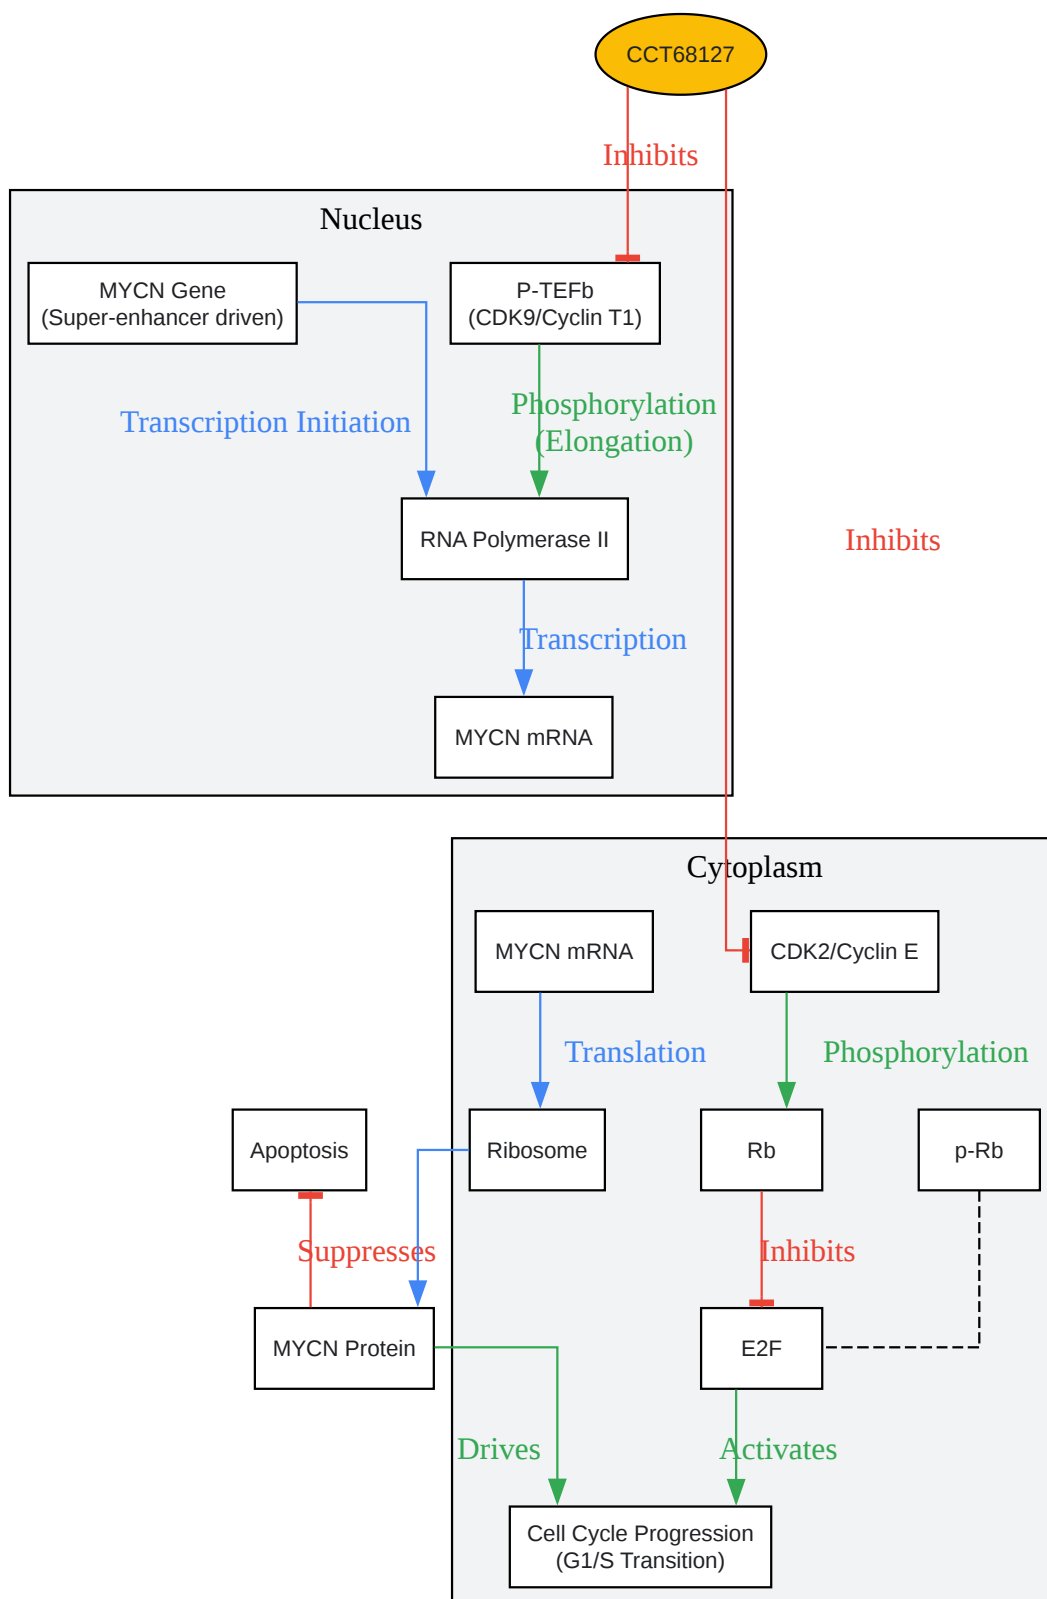 CCT68127
Inhibits
Nucleus
MYCN Gene
(Super-enhancer driven)
P-TEFb
(CDK9/Cyclin T1)
Transcription Initiation
Phosphorylation
(Elongation)
RNA Polymerase II
Inhibits
Transcription
MYCN mRNA
Cytoplasm
MYCN mRNA
CDK2/Cyclin E
Translation
Phosphorylation
Apoptosis
Ribosome
Rb
p-Rb
Suppresses
Inhibits
MYCN Protein
E2F
Drives
Activates
Cell Cycle Progression
(G1/S Transition)